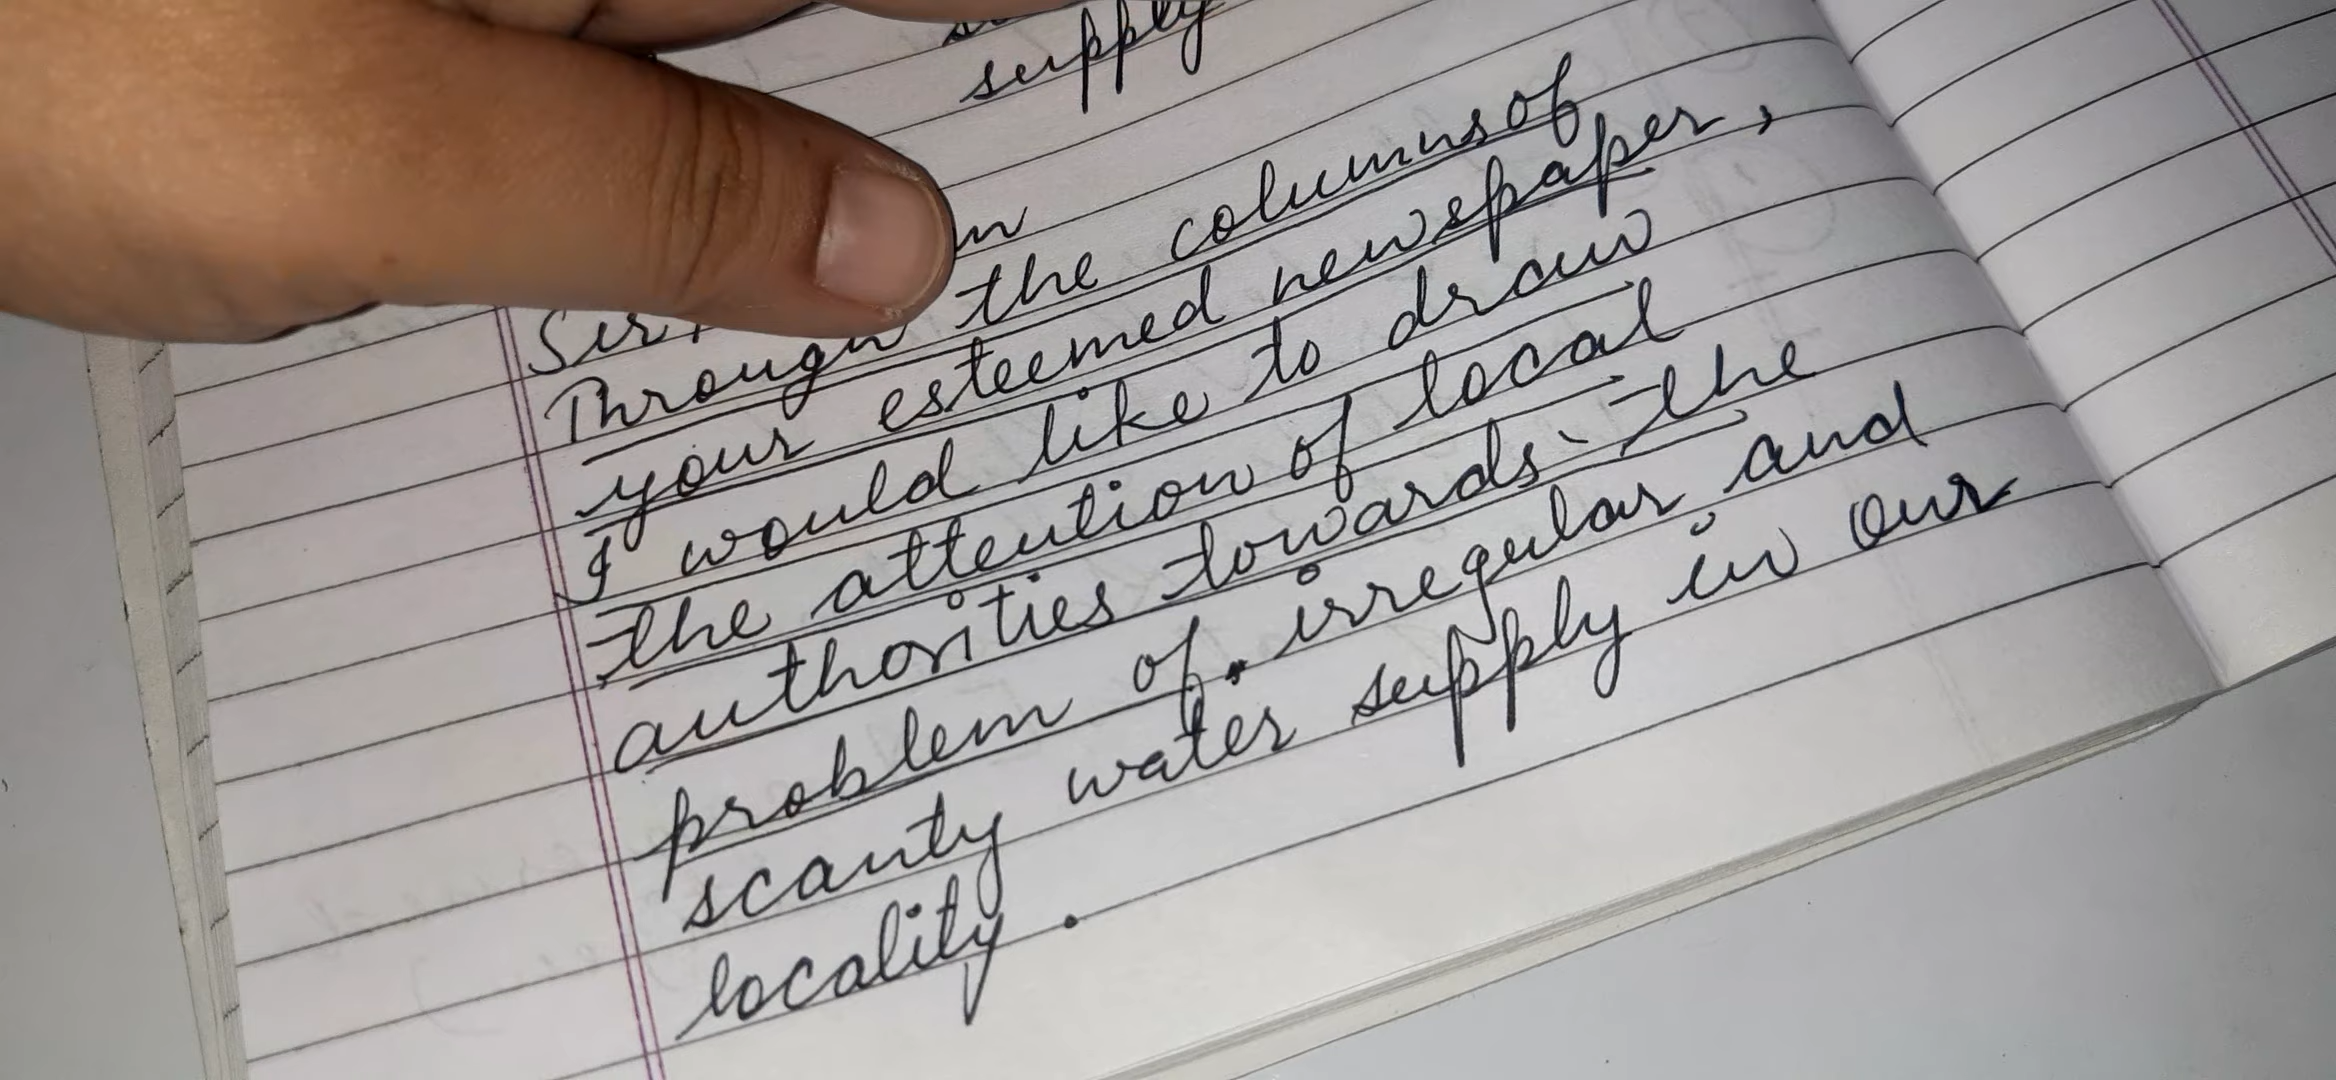 supply
Sir,
Through the columns of
your esteemed newspaper,
I would like to draw
the attention of local
authorities towards the
problem of irregular and
scanty water supply in our
locality.